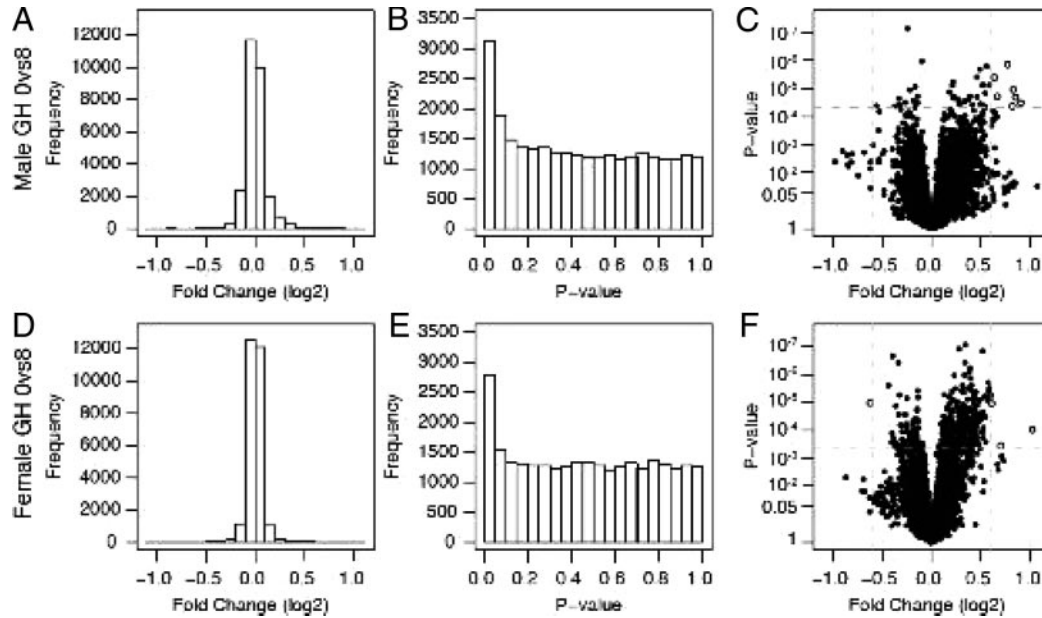 A
Male GH 0vs8
Frequency
12000
10000
8000
6000
4000
2000
0
−1.0 −0.5 0.0 0.5 1.0
Fold Change (log2)
B
Frequency
3500
3000
2500
2000
1500
1000
500
0
0.0 0.2 0.4 0.6 0.8 1.0
P−value
C
P−value
10-7
10-6
10-5
10-4
10-3
10-2
0.05
1
−1.0 −0.5 0.0 0.5 1.0
Fold Change (log2)
D
Female GH 0vs8
Frequency
12000
10000
8000
6000
4000
2000
0
−1.0 −0.5 0.0 0.5 1.0
Fold Change (log2)
E
Frequency
3500
3000
2500
2000
1500
1000
500
0
0.0 0.2 0.4 0.6 0.8 1.0
P−value
F
P−value
10-7
10-6
10-5
10-4
10-3
10-2
0.05
1
−1.0 −0.5 0.0 0.5 1.0
Fold Change (log2)